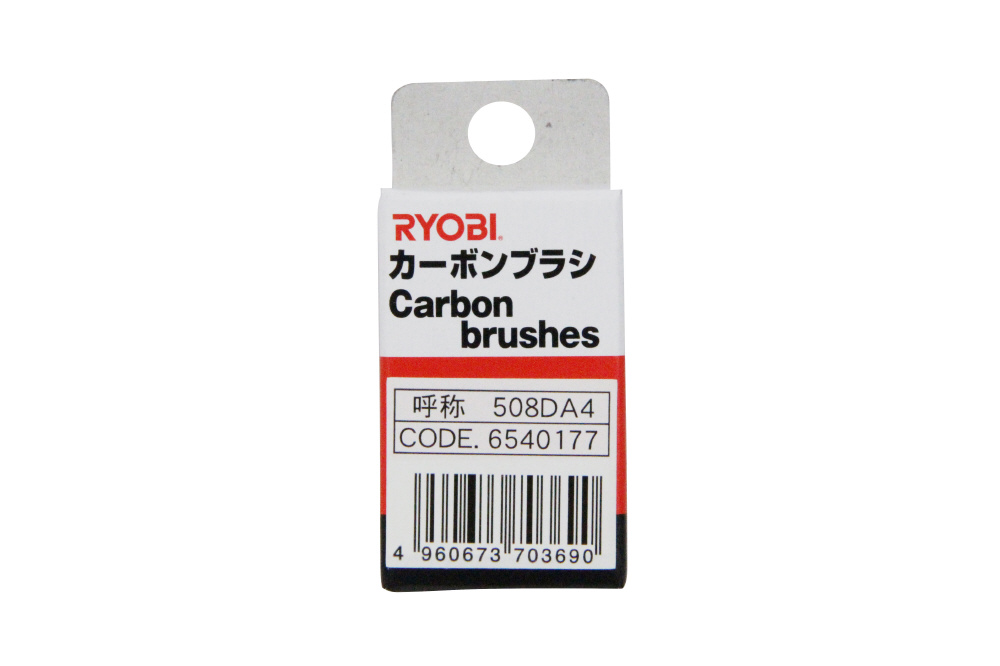 RYOBI
カーボンブラシ
Carbon
brushes
呼称 508DA4
CODE. 6540177
4 960673 703690